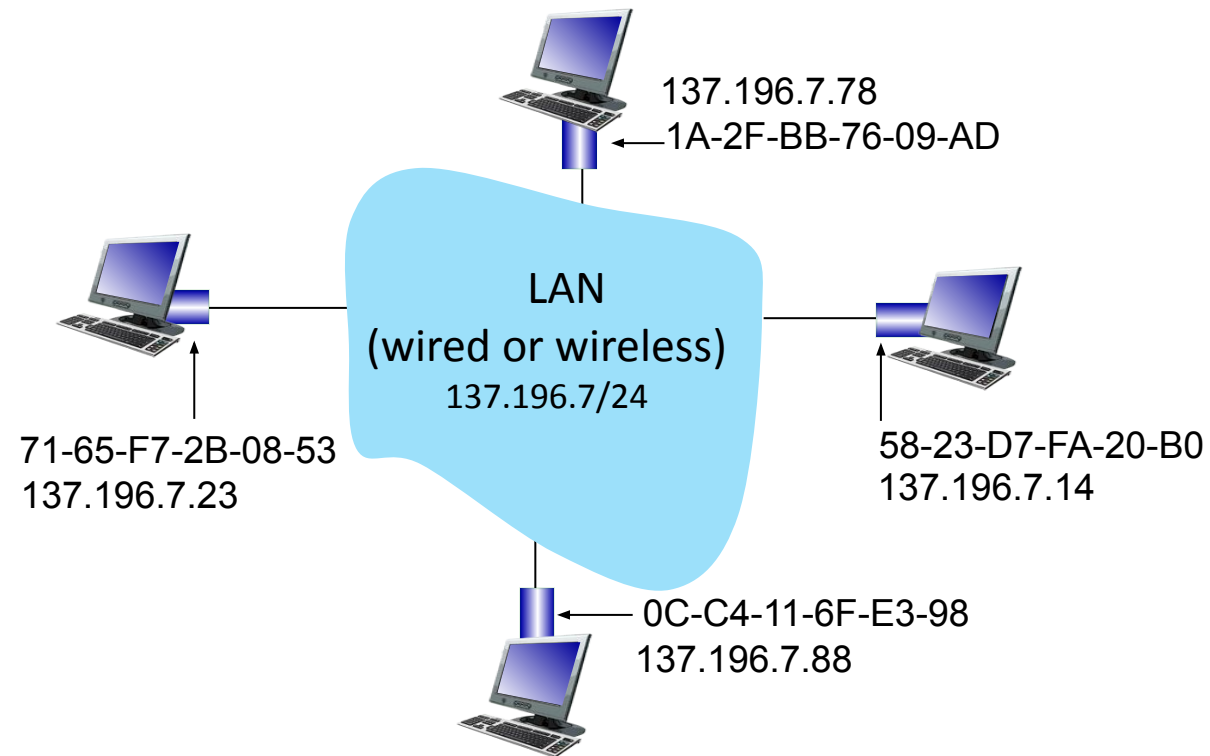 137.196.7.78
1A-2F-BB-76-09-AD
LAN
(wired or wireless)
137.196.7/24
71-65-F7-2B-08-53
137.196.7.23
58-23-D7-FA-20-B0
137.196.7.14
0C-C4-11-6F-E3-98
137.196.7.88